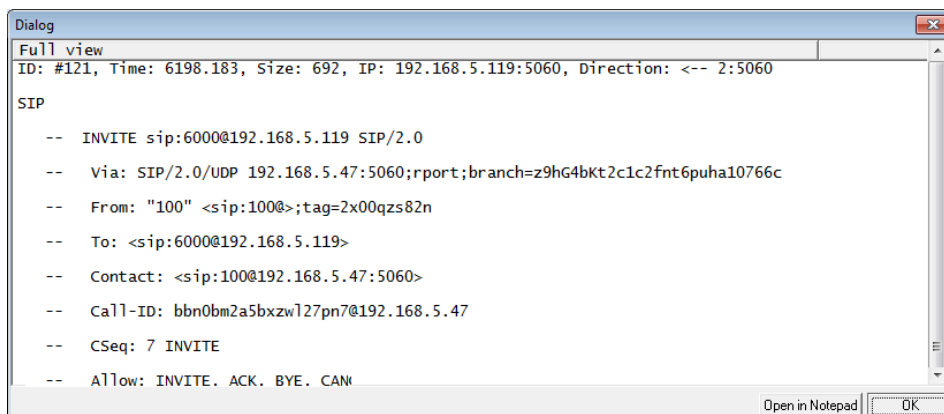 Dialog
Full view
ID: #121, Time: 6198.183, Size: 692, IP: 192.168.5.119:5060, Direction: <-- 2:5060
SIP
-- INVITE sip:6000@192.168.5.119 SIP/2.0
-- Via: SIP/2.0/UDP 192.168.5.47:5060;rport;branch=z9hG4bKt2c1c2fnt6puha10766c
-- From: "100" <sip:100@>;tag=2x00qzs82n
-- To: <sip:6000@192.168.5.119>
-- Contact: <sip:100@192.168.5.47:5060>
-- Call-ID: bbn0bm2a5bxzwl27pn7@192.168.5.47
-- CSeq: 7 INVITE
-- Allow: INVITE, ACK, BYE,
Open in Notepad OK